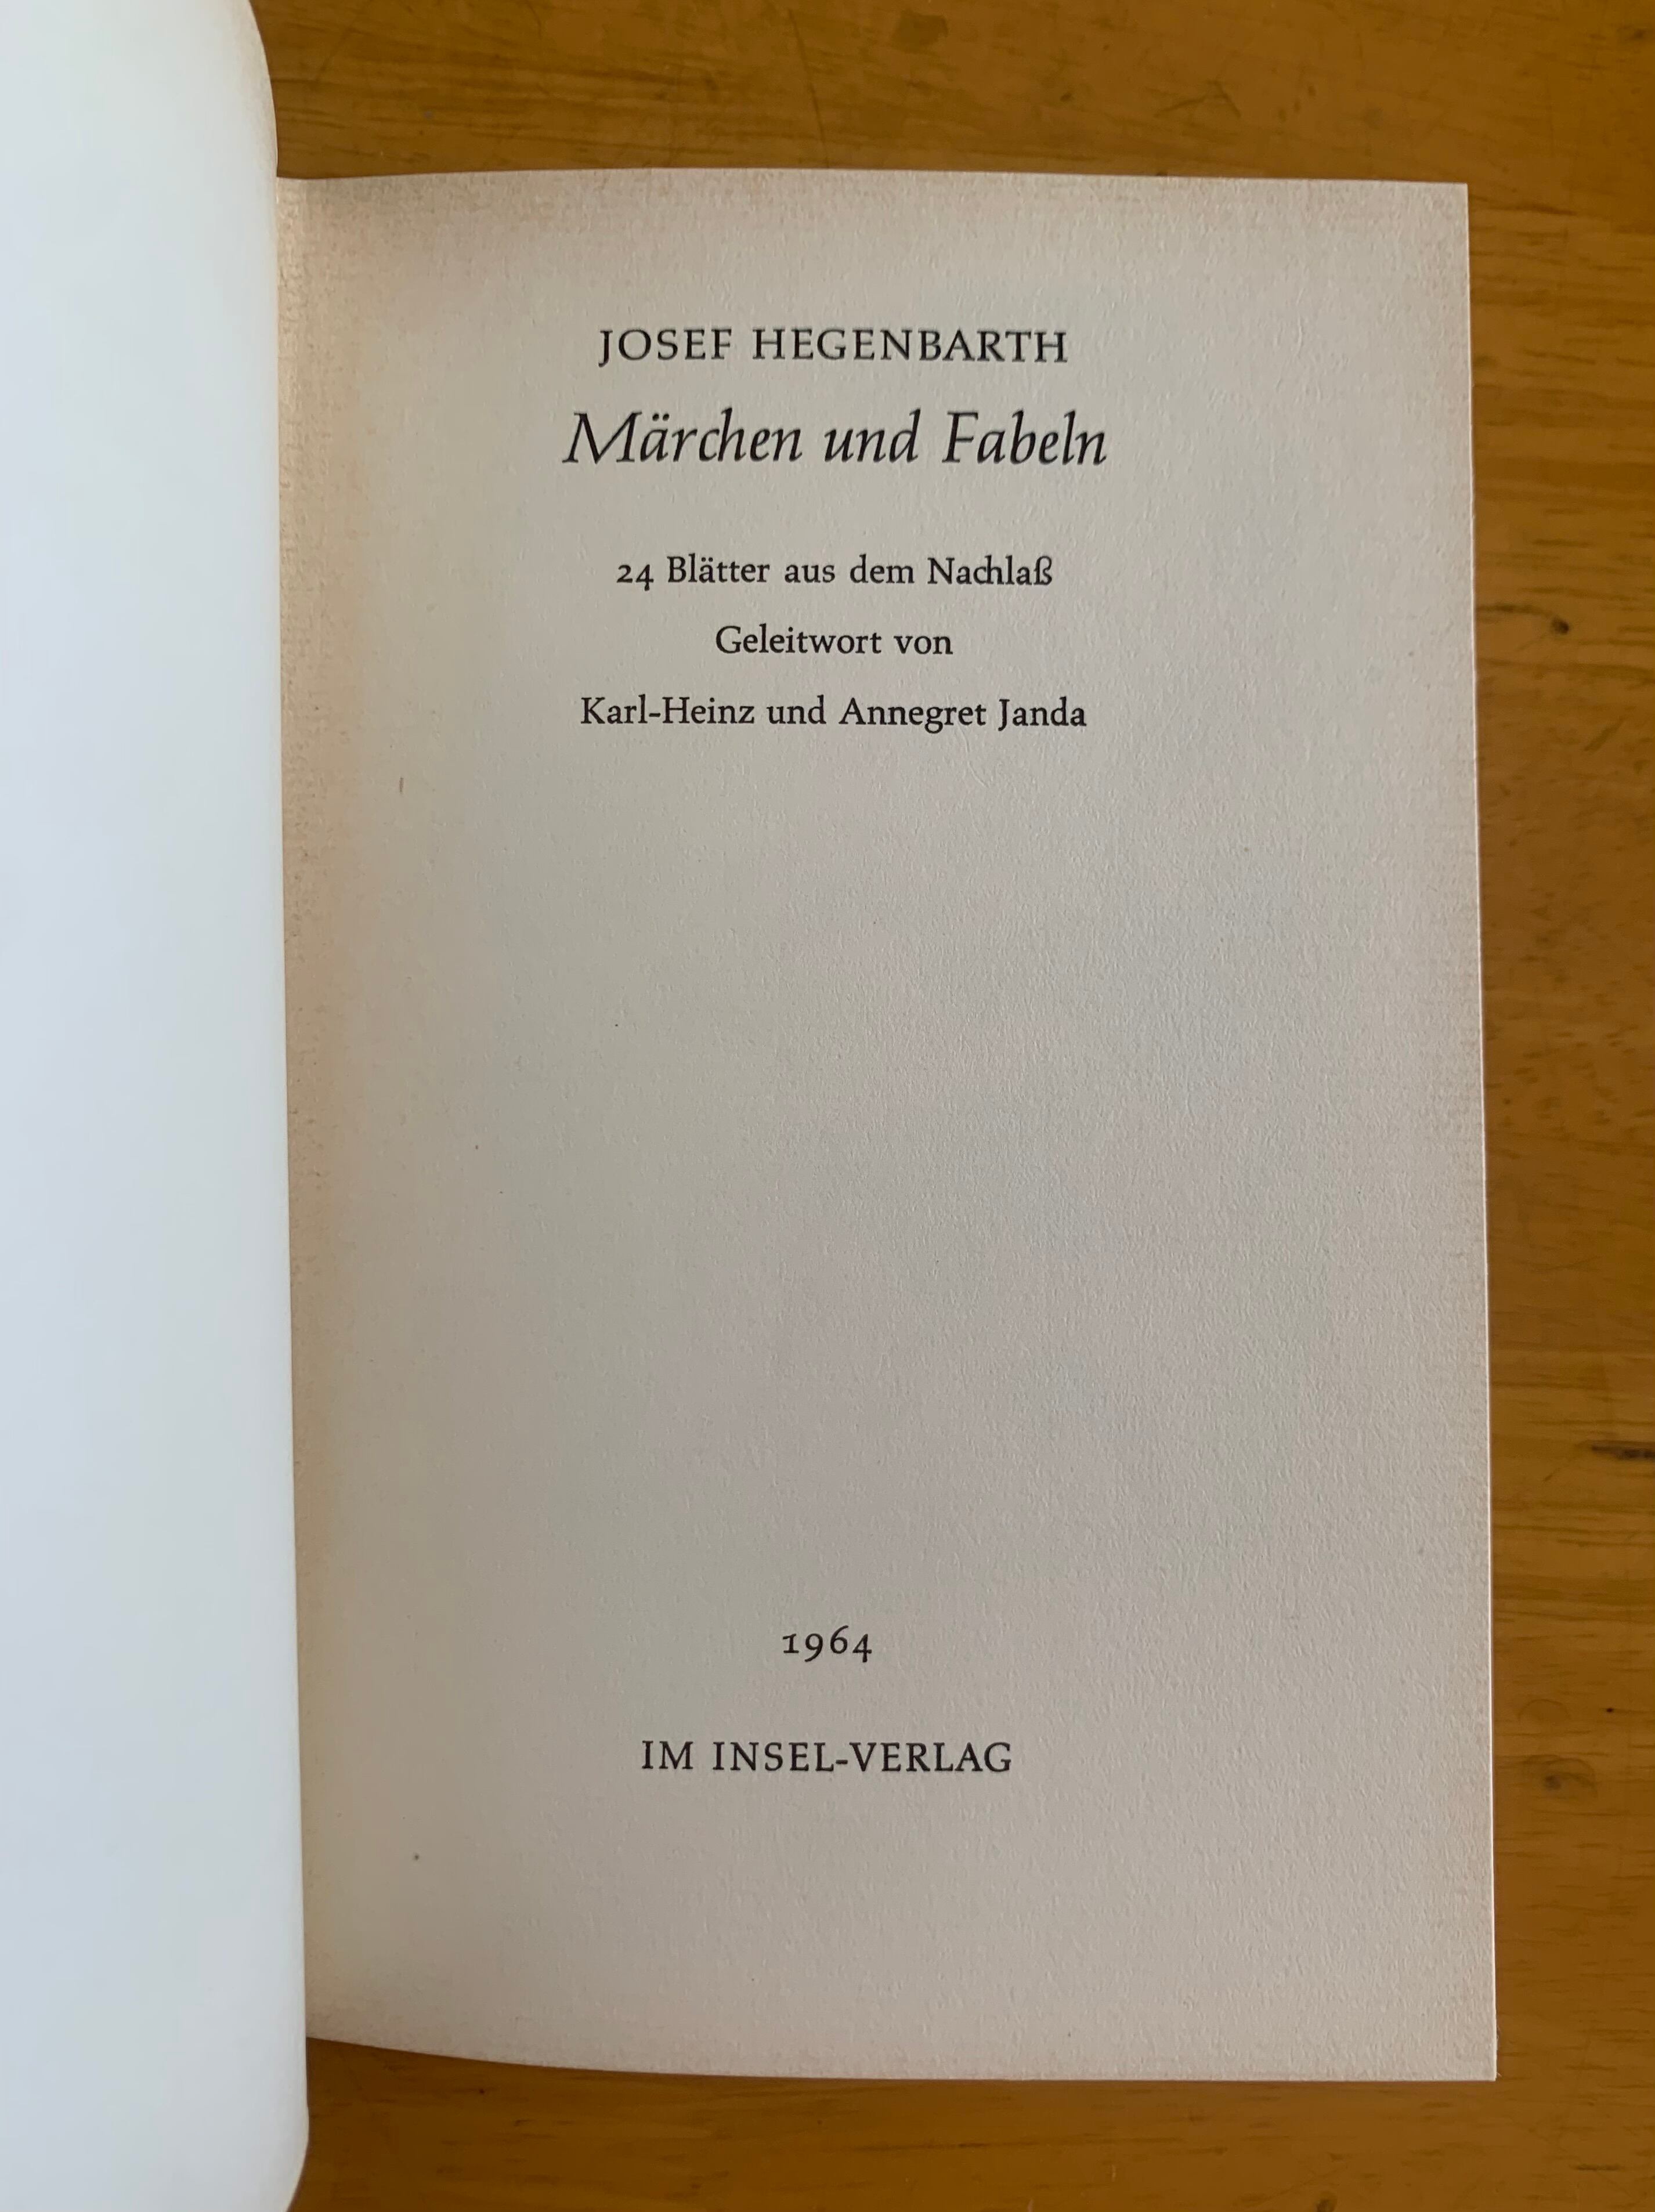 JOSEF HEGENBARTH
Märchen und Fabeln
24 Blätter aus dem Nachlaß
Geleitwort von
Karl-Heinz und Annegret Janda
1964
IM INSEL-VERLAG